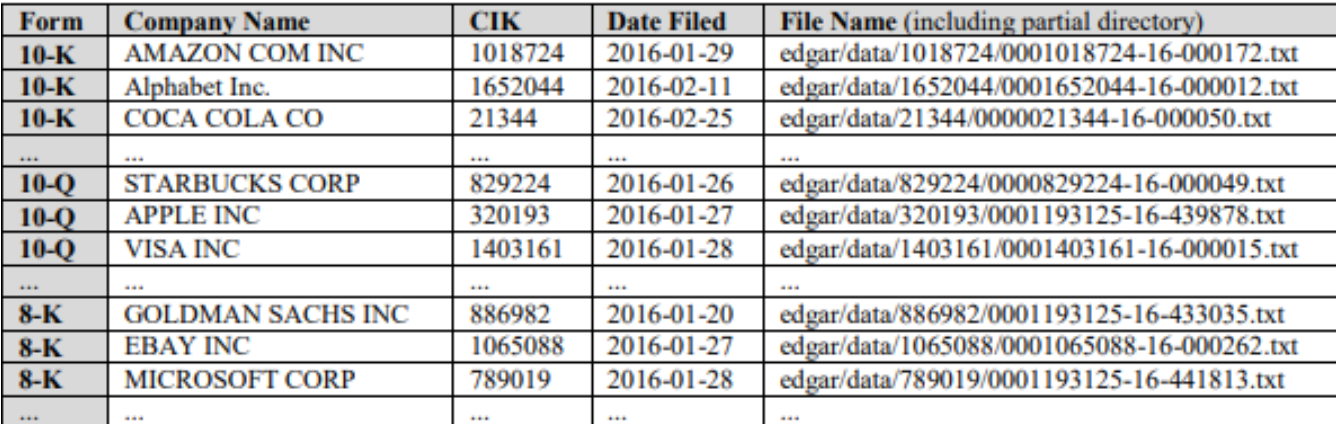 Form Company Name CIK Date Filed File Name (including partial directory)
10-K AMAZON COM INC 1018724 2016-01-29 edgar/data/1018724/0001018724-16-000172.txt
10-K Alphabet Inc. 1652044 2016-02-11 edgar/data/1652044/0001652044-16-000012.txt
10-K COCA COLA CO 21344 2016-02-25 edgar/data/21344/0000021344-16-000050.txt
... ... ... ... ...
10-Q STARBUCKS CORP 829224 2016-01-26 edgar/data/829224/0000829224-16-000049.txt
10-Q APPLE INC 320193 2016-01-27 edgar/data/320193/0001193125-16-439878.txt
10-Q VISA INC 1403161 2016-01-28 edgar/data/1403161/0001403161-16-000015.txt
... ... ... ... ...
8-K GOLDMAN SACHS INC 886982 2016-01-20 edgar/data/886982/0001193125-16-433035.txt
8-K EBAY INC 1065088 2016-01-27 edgar/data/1065088/0001065088-16-000262.txt
8-K MICROSOFT CORP 789019 2016-01-28 edgar/data/789019/0001193125-16-441813.txt
... ... ... ... ...